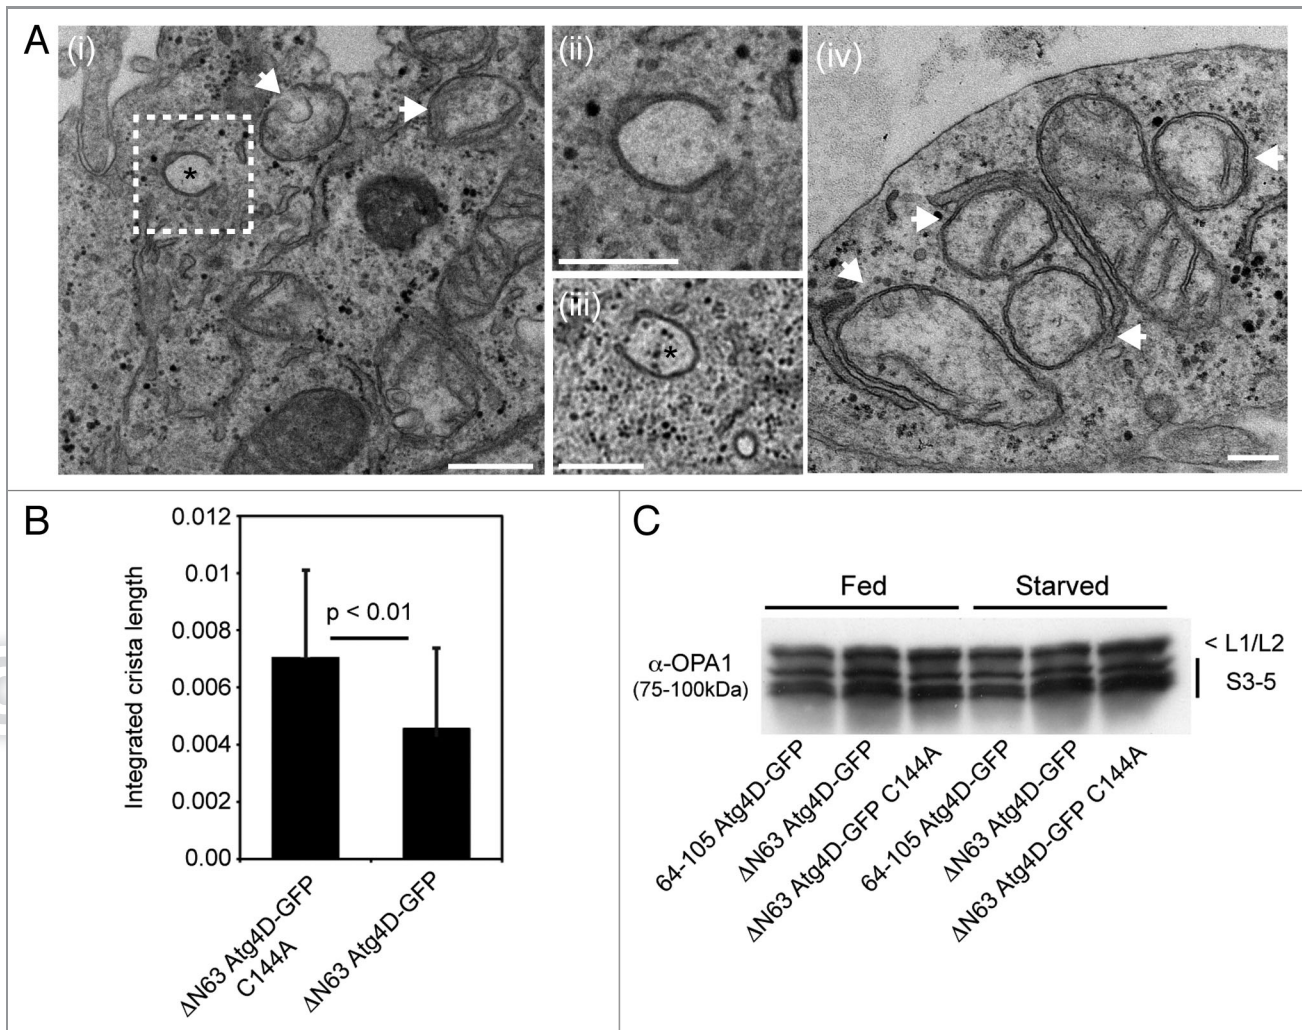 A
(i)
(ii)
(iii)
(iv)
*
*
B
0.012
0.01
0.008
0.006
0.004
0.002
0.00
Integrated crista length
p < 0.01
ΔN63 Atg4D-GFP
C144A
ΔN63 Atg4D-GFP
C
Fed
Starved
α-OPA1
(75-100kDa)
< L1/L2
S3-5
64-105 Atg4D-GFP
ΔN63 Atg4D-GFP
ΔN63 Atg4D-GFP C144A
64-105 Atg4D-GFP
ΔN63 Atg4D-GFP
ΔN63 Atg4D-GFP C144A